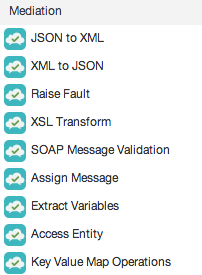 Mediation
JSON to XML
XML to JSON
Raise Fault
XSL Transform
SOAP Message Validation
Assign Message
Extract Variables
Access Entity
Key Value Map Operations